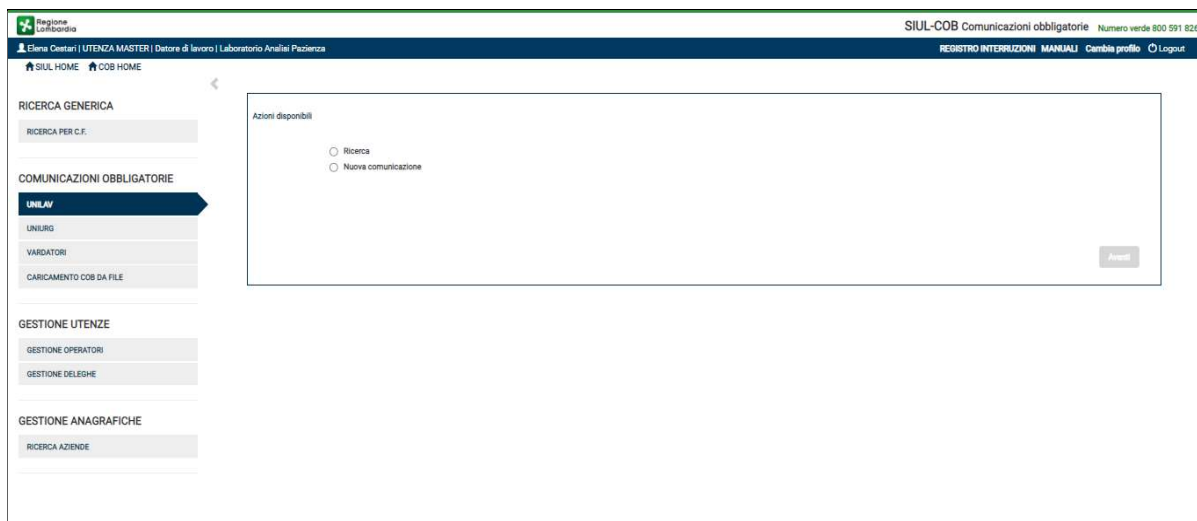 Regione
Lombardia
SIUL-COB Comunicazioni obbligatorie Numero verde 800 591 826
Elena Cestari | UTENZA MASTER | Datore di lavoro | Laboratorio Analisi Pazienza
REGISTRO INTERRUZIONI MANUALI Cambia profilo Logout
SIUL HOME COB HOME
RICERCA GENERICA
RICERCA PER C.F.
COMUNICAZIONI OBBLIGATORIE
UNILAV
UNIURG
VARDATORI
CARICAMENTO COB DA FILE
GESTIONE UTENZE
GESTIONE OPERATORI
GESTIONE DELEGHE
GESTIONE ANAGRAFICHE
RICERCA AZIENDE
Azioni disponibili
Ricerca
Nuova comunicazione
Avanti